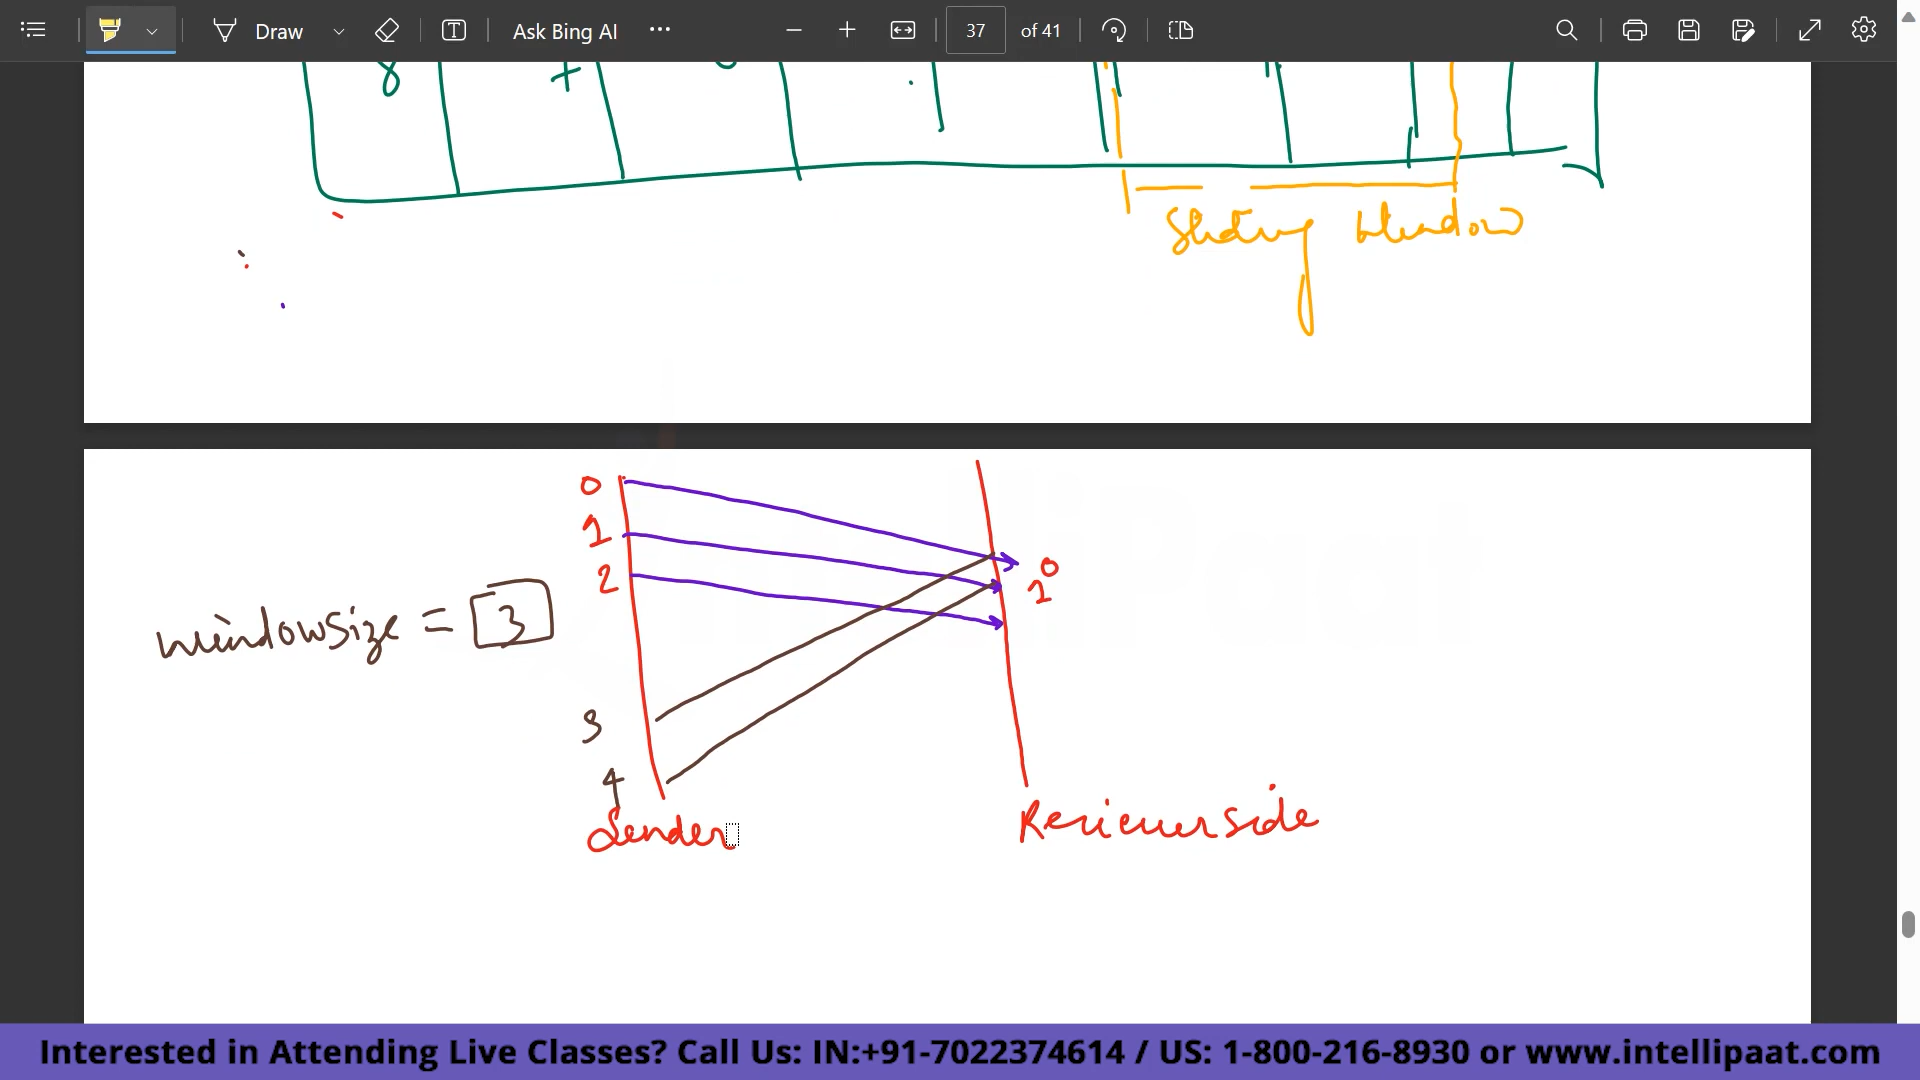 Draw
Ask Bing AI
37 of 41
8 7
Sliding Window
0
1
2
0
1
windowsize = 3
3
4
Sender
Recieverside
Interested in Attending Live Classes? Call Us: IN:+91-7022374614 / US: 1-800-216-8930 or www.intellipaat.com